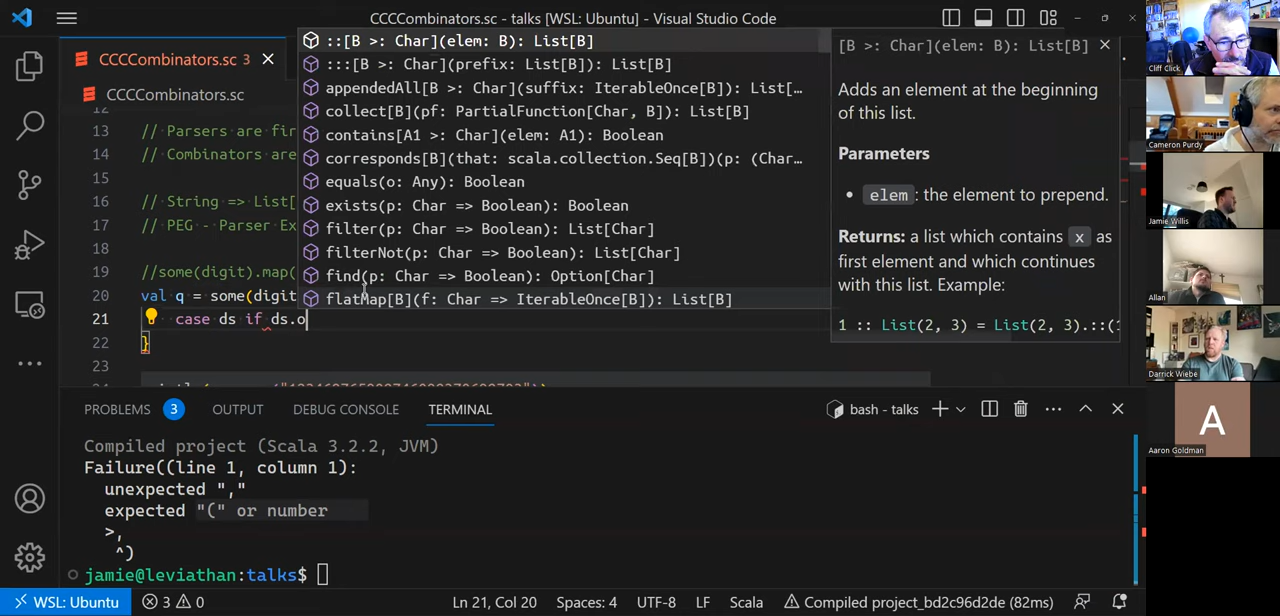 CCCCombinators.sc - talks [WSL: Ubuntu] - Visual Studio Code
CCCCombinators.sc 3
CCCCombinators.sc
12
13 // Parsers are fir
14 // Combinators are
15
16 // String => List[
17 // PEG - Parser Ex
18
19 //some(digit).map(
20 val q = some(digit
21 case ds if ds.o
22 }
23
::[B >: Char](elem: B): List[B]
:::[B >: Char](prefix: List[B]): List[B]
appendedAll[B >: Char](suffix: IterableOnce[B]): List[…
collect[B](pf: PartialFunction[Char, B]): List[B]
contains[A1 >: Char](elem: A1): Boolean
corresponds[B](that: scala.collection.Seq[B])(p: (Char…
equals(o: Any): Boolean
exists(p: Char => Boolean): Boolean
filter(p: Char => Boolean): List[Char]
filterNot(p: Char => Boolean): List[Char]
find(p: Char => Boolean): Option[Char]
flatMap[B](f: Char => IterableOnce[B]): List[B]
[B >: Char](elem: B): List[B]
Adds an element at the beginning
of this list.
Parameters
• elem: the element to prepend.
Returns: a list which contains x as
first element and which continues
with this list. Example:
1 :: List(2, 3) = List(2, 3).::(1
PROBLEMS 3 OUTPUT DEBUG CONSOLE TERMINAL
bash - talks
Compiled project (Scala 3.2.2, JVM)
Failure((line 1, column 1):
unexpected ","
expected "(" or number
>,
^)
jamie@leviathan:talks$
WSL: Ubuntu 3 0 Ln 21, Col 20 Spaces: 4 UTF-8 LF Scala Compiled project_bd2c96d2de (82ms)
Cliff Click
Cameron Purdy
Jamie Willis
Allan
Darrick Wiebe
A
Aaron Goldman